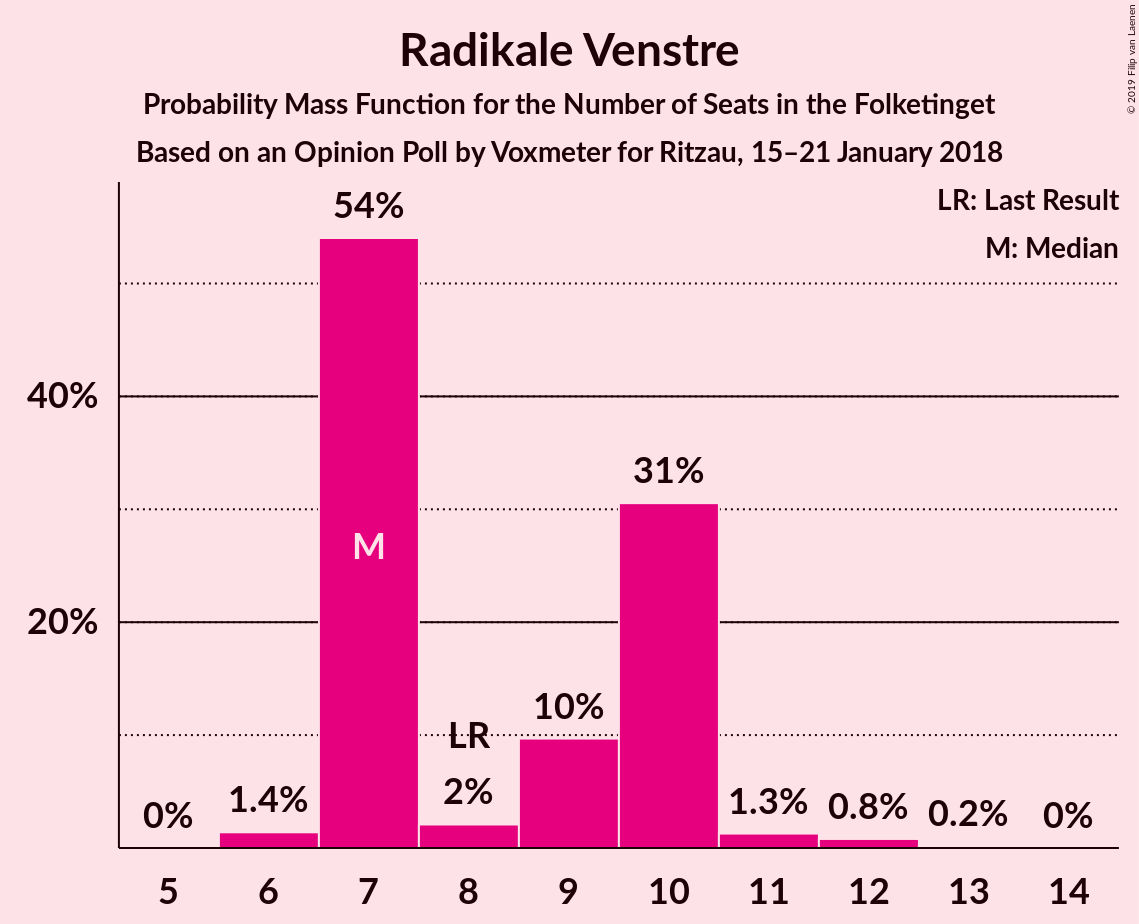 Radikale Venstre
Probability Mass Function for the Number of Seats in the Folketinget
Based on an Opinion Poll by Voxmeter for Ritzau, 15–21 January 2018
© 2019 Filip van Laenen
LR: Last Result
M: Median
54%
40%
31%
M
20%
10%
LR
2%
0%
1.4%
1.3%
0.8%
0.2%
0%
5 6 7 8 9 10 11 12 13 14